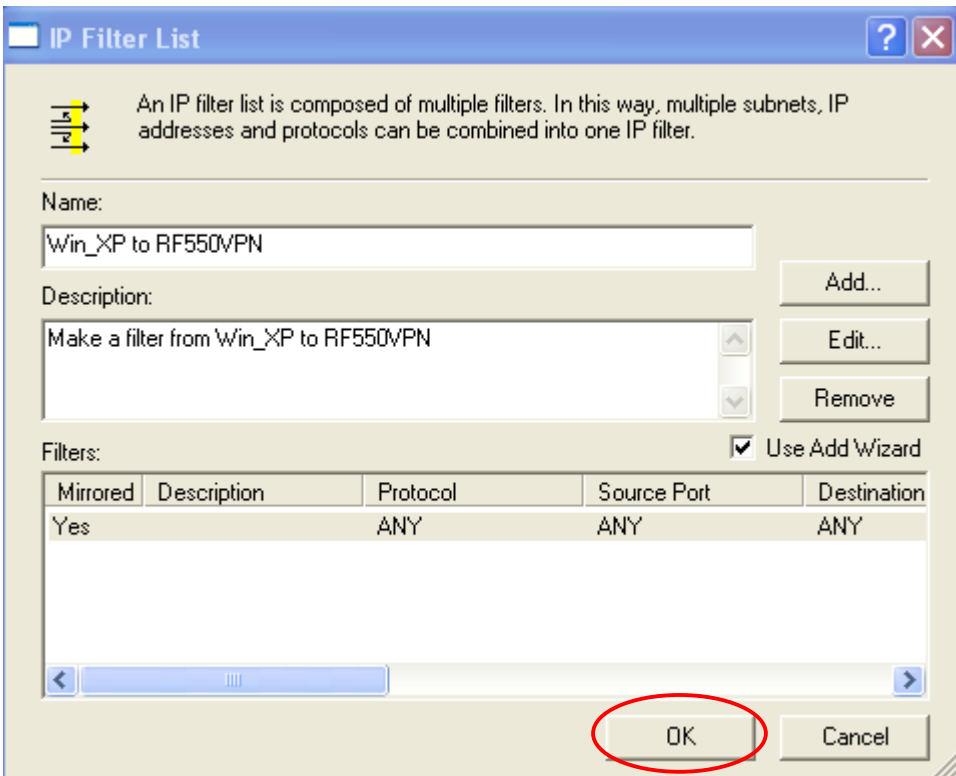 IP Filter List
?
An IP filter list is composed of multiple filters. In this way, multiple subnets, IP
addresses and protocols can be combined into one IP filter.
Name:
Win_XP to RF550VPN
Add...
Description:
Make a filter from Win_XP to RF550VPN
Edit...
Remove
Filters:
Use Add Wizard
Mirrored Description Protocol Source Port Destination
Yes ANY ANY ANY
OK Cancel